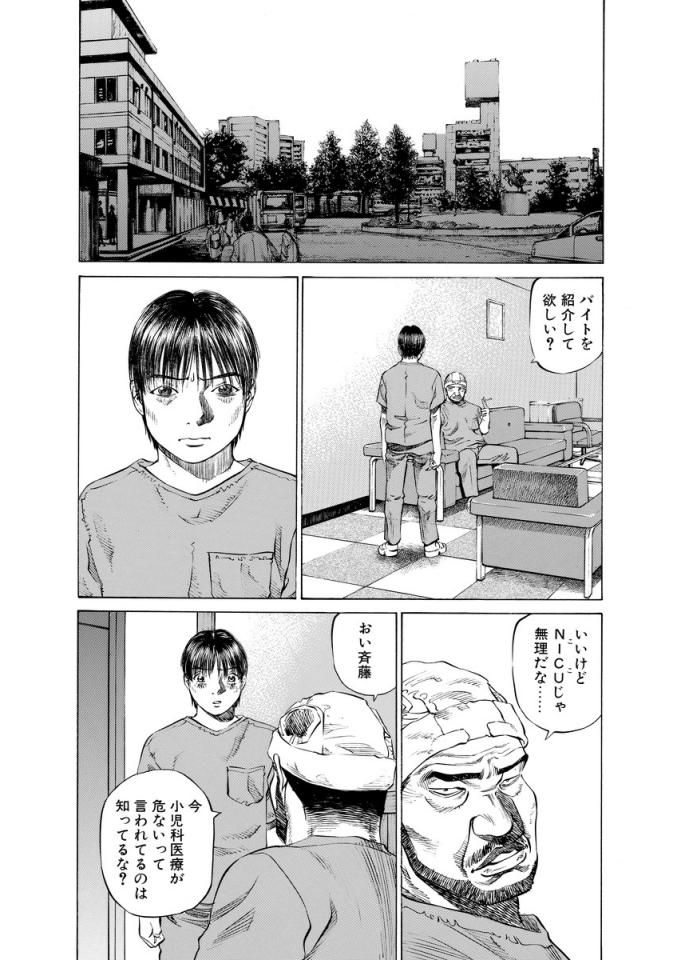 バイトを
紹介して
欲しい？
いいけど
NICUじゃ
ここ
無理だな……
おい斉藤
今
小児科医療が
危ないって
言われてるのは
知ってるな？